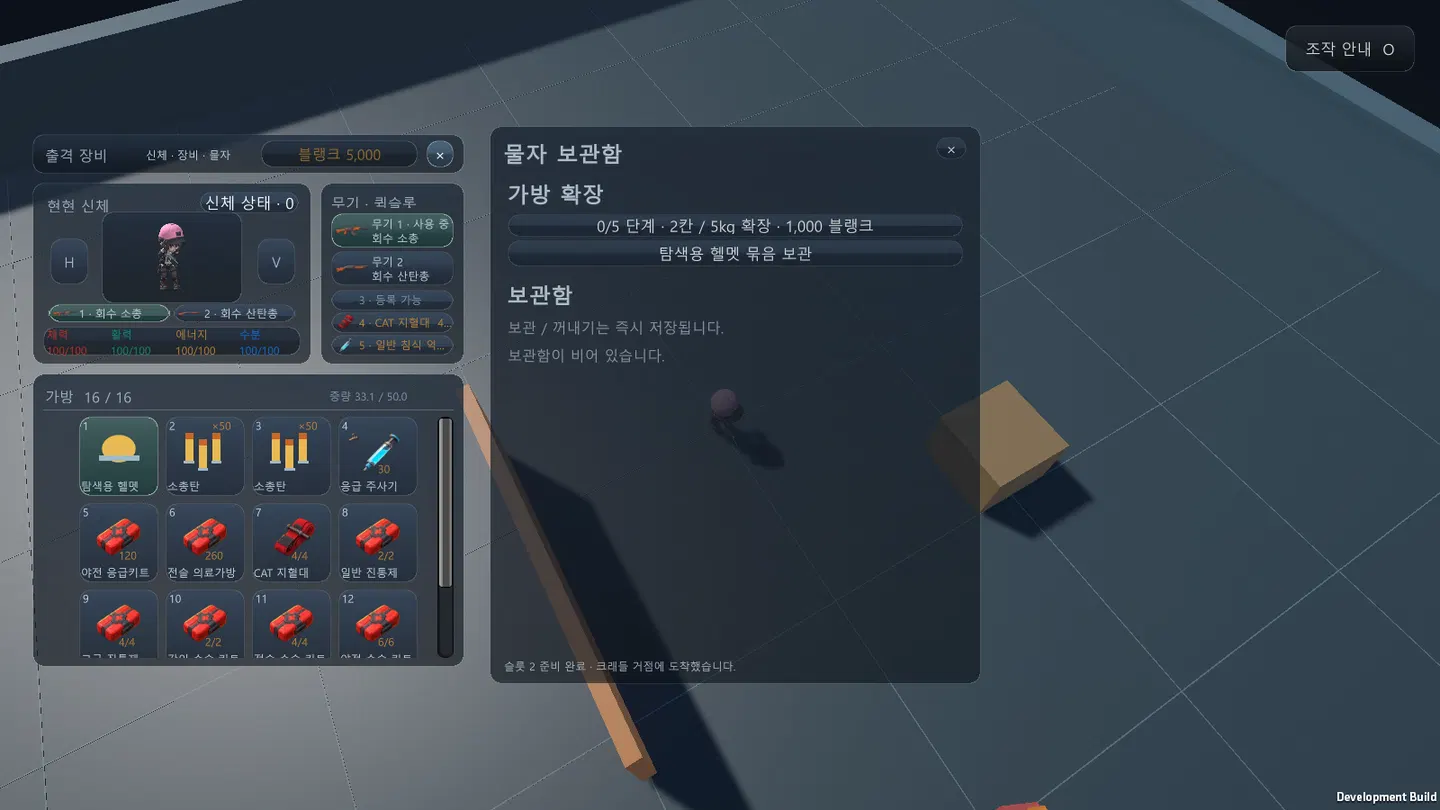 조작 안내 O
출격 장비 신체 · 장비 · 물자 블랭크 5,000 ×
현현 신체 신체 상태 · 0
H V
1 · 회수 소총 2 · 회수 산탄총
체력 활력 에너지 수분
100/100 100/100 100/100 100/100
무기 · 퀵슬루
무기 1 · 사용 중
회수 소총
무기 2
회수 산탄총
3 · 등록 가능
4 · CAT 지혈대 4...
5 · 일반 침식 억...
가방 16 / 16 중량 33.1 / 50.0
1 탐색용 헬멧
2 ×50 소총탄
3 ×50 소총탄
4 30 응급 주사기
5 120 야전 응급키트
6 260 전술 의료가방
7 4/4 CAT 지혈대
8 2/2 일반 진통제
9 4/4
10 2/2
11 4/4
12 6/6
물자 보관함 ×
가방 확장
0/5 단계 · 2칸 / 5kg 확장 · 1,000 블랭크
탐색용 헬멧 묶음 보관
보관함
보관 / 꺼내기는 즉시 저장됩니다.
보관함이 비어 있습니다.
슬롯 2 준비 완료 · 크레들 거점에 도착했습니다.
Development Build